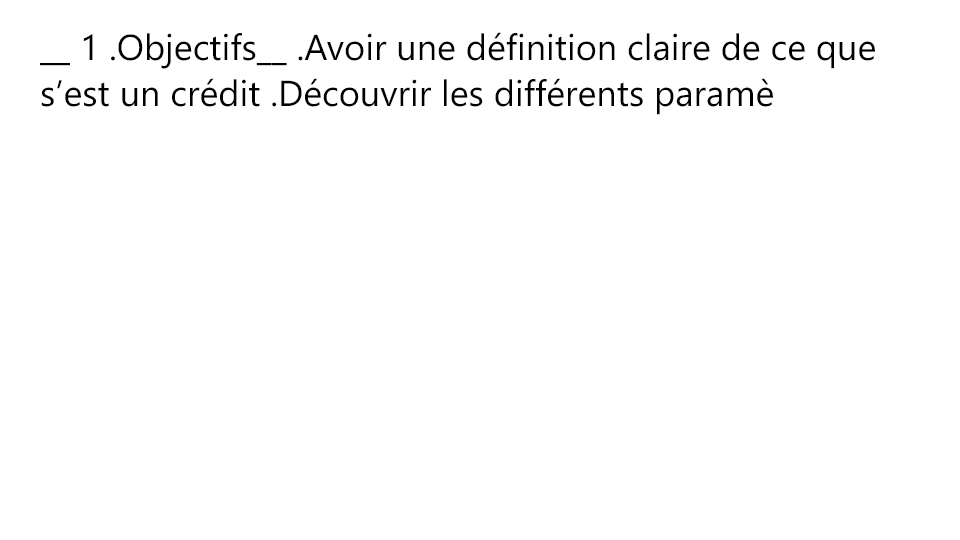 __ 1 .Objectifs__ .Avoir une définition claire de ce que
s’est un crédit .Découvrir les différents paramè